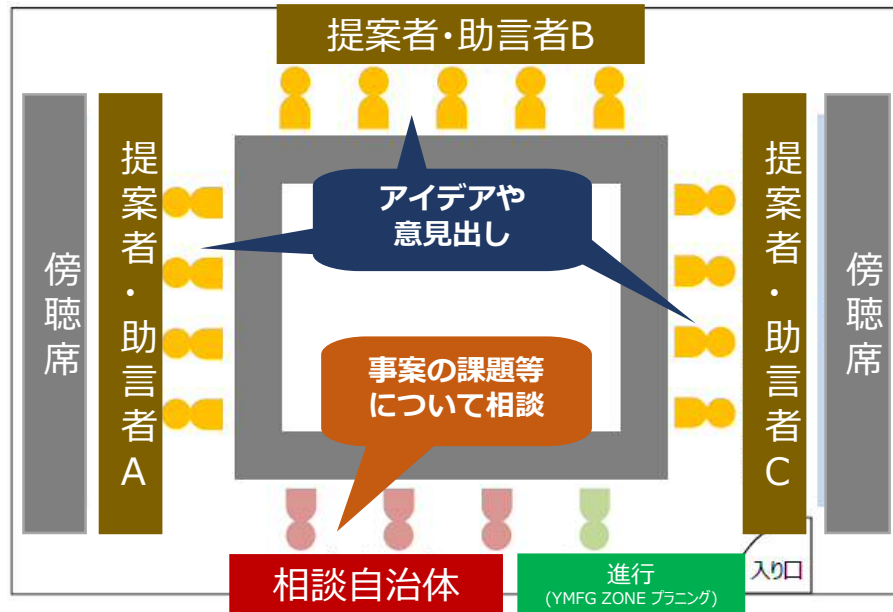 提案者・助言者B
傍聴席
提案者・助言者A
アイデアや
意見出し
提案者・助言者C
傍聴席
事案の課題等
について相談
相談自治体
進行
(YMFG ZONE プラニング)
入り口